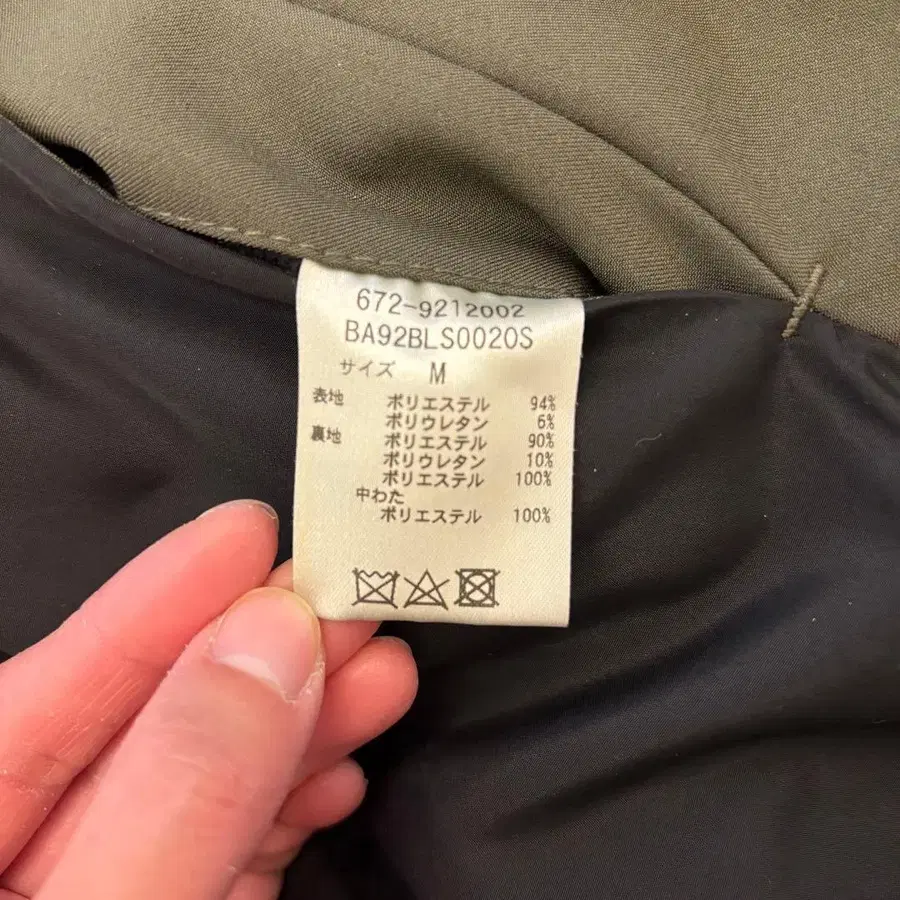 672-9212002
BA92BLS0020S
サイズ M
表地 ポリエステル 94%
ポリウレタン 6%
裏地 ポリエステル 90%
ポリウレタン 10%
ポリエステル 100%
中わた
ポリエステル 100%